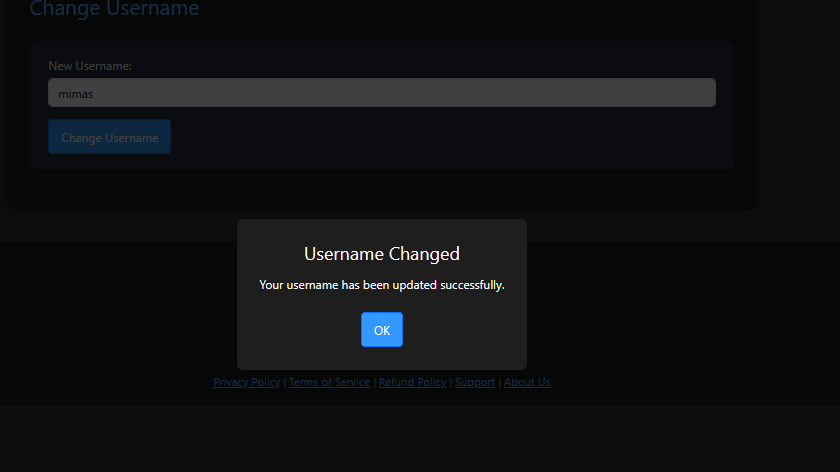 Change Username
New Username:
mimas
Change Username
Username Changed
Your username has been updated successfully.
OK
Privacy Policy | Terms of Service | Refund Policy | Support | About Us